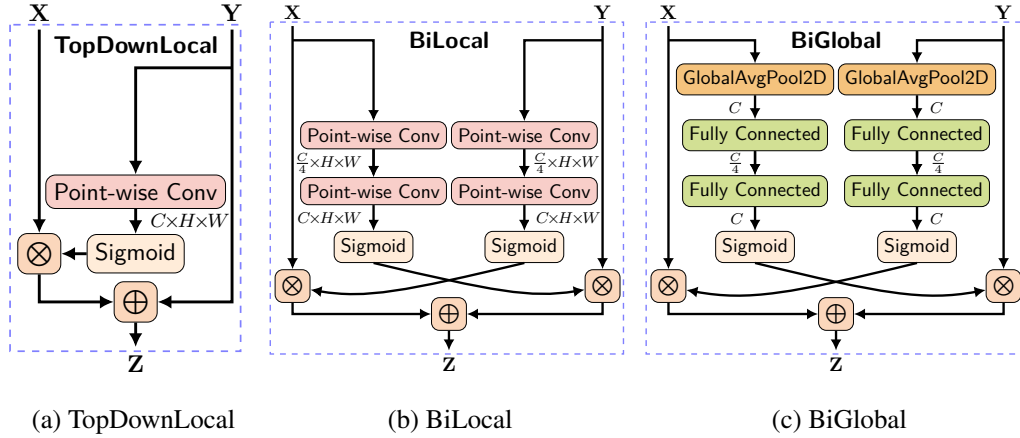 X Y
TopDownLocal
Point-wise Conv
C×H×W
⊗ Sigmoid
⊕
Z
(a) TopDownLocal
X Y
BiLocal
Point-wise Conv Point-wise Conv
C/4×H×W C/4×H×W
Point-wise Conv Point-wise Conv
C×H×W C×H×W
Sigmoid Sigmoid
⊗ ⊗
⊕
Z
(b) BiLocal
X Y
BiGlobal
GlobalAvgPool2D GlobalAvgPool2D
C C
Fully Connected Fully Connected
C/4 C/4
Fully Connected Fully Connected
C C
Sigmoid Sigmoid
⊗ ⊗
⊕
Z
(c) BiGlobal